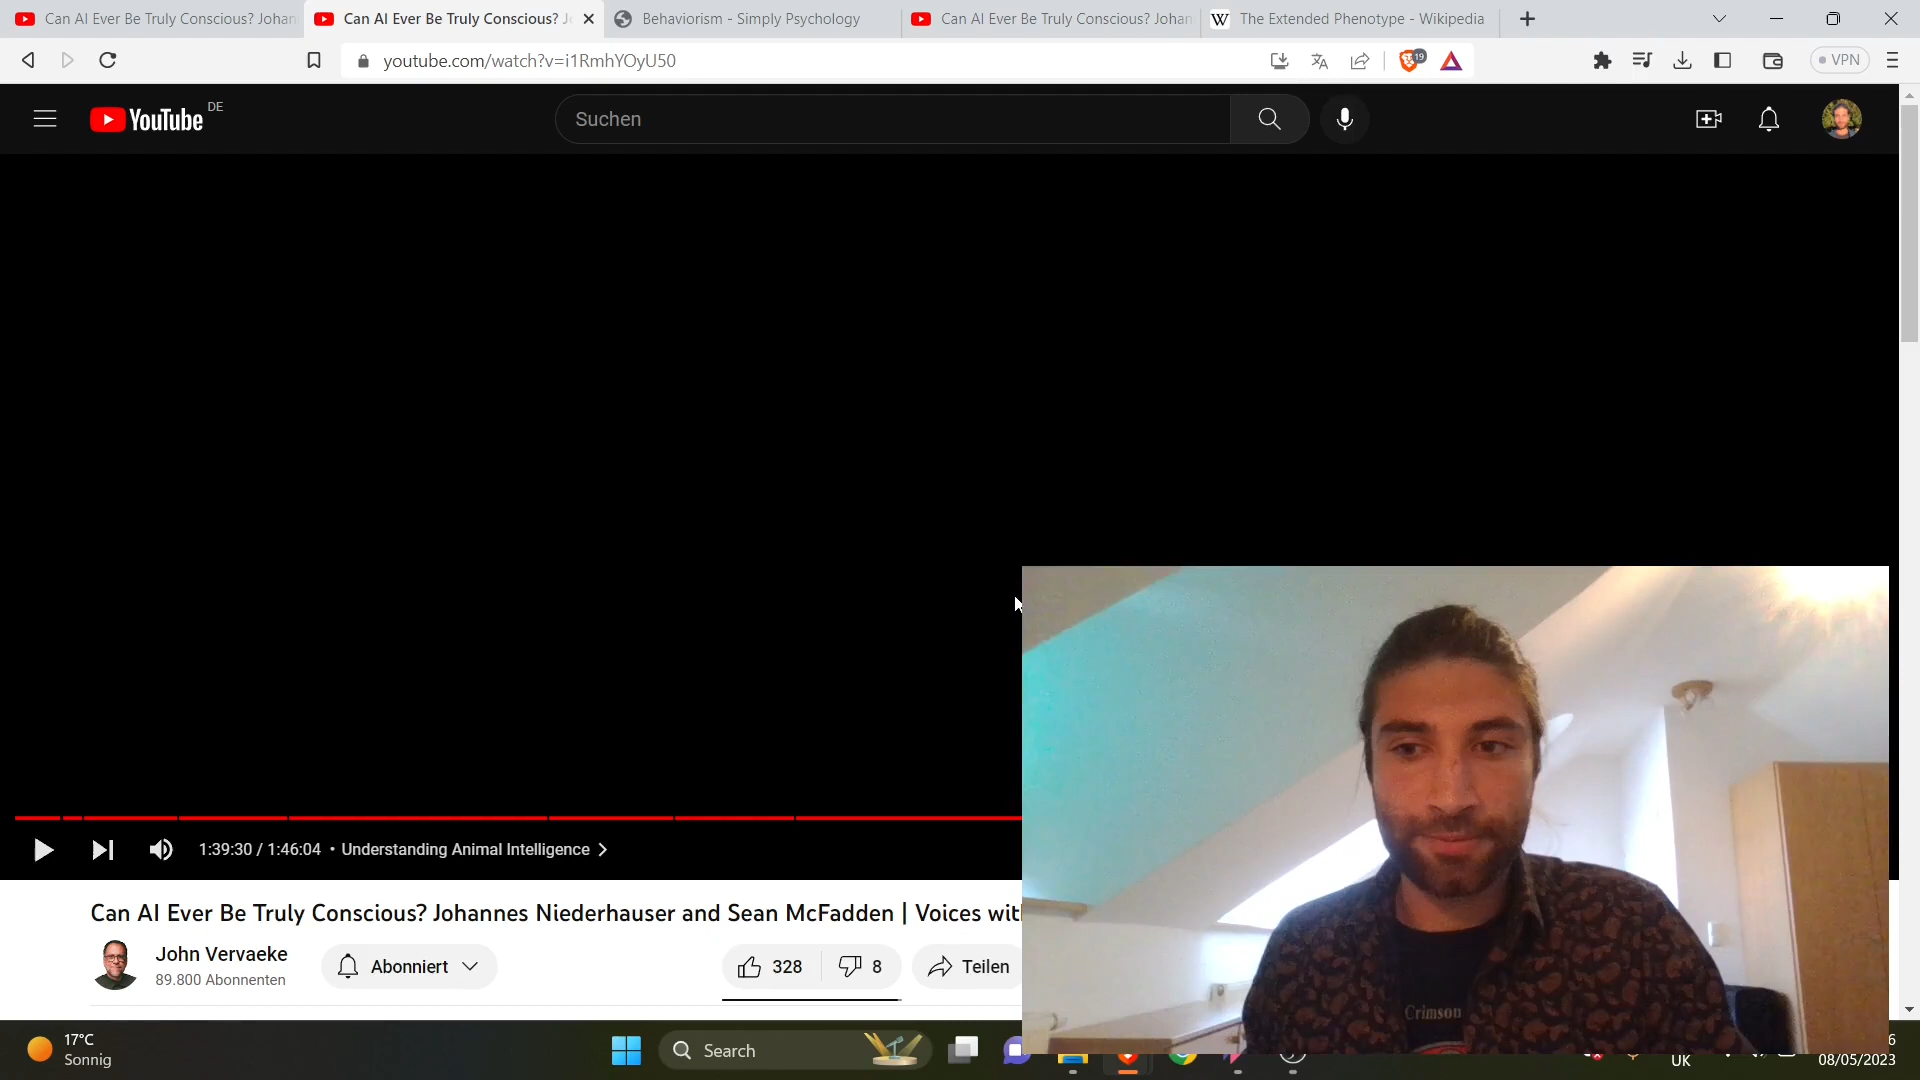 Can AI Ever Be Truly Conscious? Johan
Can AI Ever Be Truly Conscious? Jo
Behaviorism - Simply Psychology
Can AI Ever Be Truly Conscious? Johan
W The Extended Phenotype - Wikipedia
youtube.com/watch?v=i1RmhYOyU50
19
VPN
YouTube DE
Suchen
1:39:30 / 1:46:04 • Understanding Animal Intelligence
Can AI Ever Be Truly Conscious? Johannes Niederhauser and Sean McFadden | Voices wit
John Vervaeke
89.800 Abonnenten
Abonniert
328
8
Teilen
Crimson
17°C
Sonnig
Search
UK
6
08/05/2023